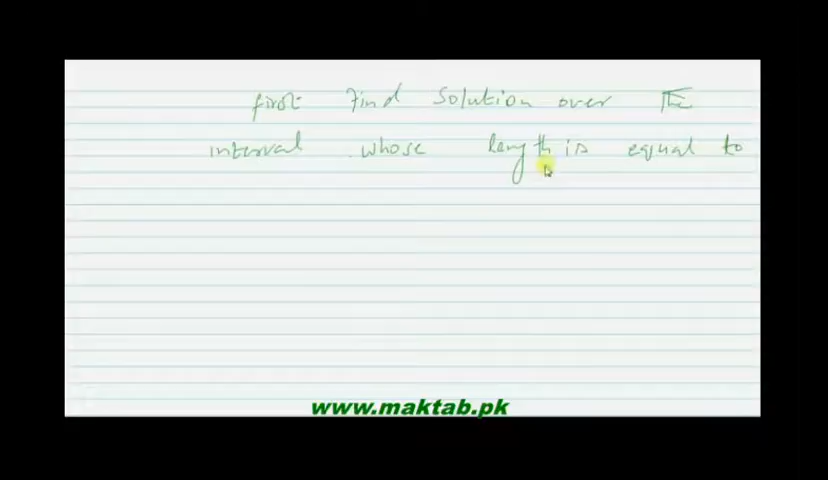 first Find Solution over The
interval whose length is equal to
www.maktab.pk